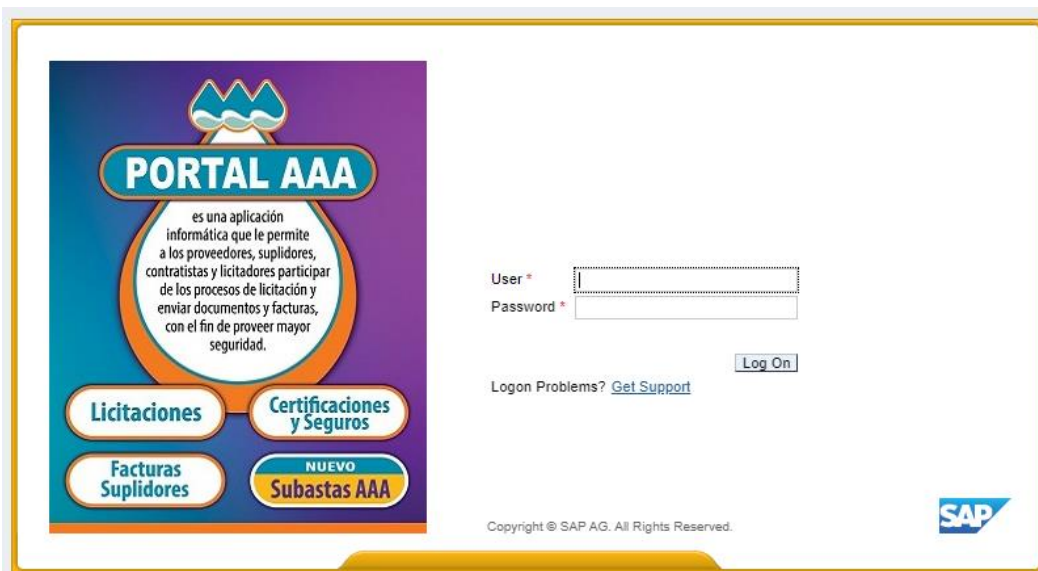 PORTAL AAA
es una aplicación
informática que le permite
a los proveedores, suplidores,
contratistas y licitadores participar
de los procesos de licitación y
enviar documentos y facturas,
con el fin de proveer mayor
seguridad.
Licitaciones
Certificaciones
y Seguros
Facturas
Suplidores
NUEVO
Subastas AAA
User *
Password *
Log On
Logon Problems? Get Support
Copyright © SAP AG. All Rights Reserved.
SAP